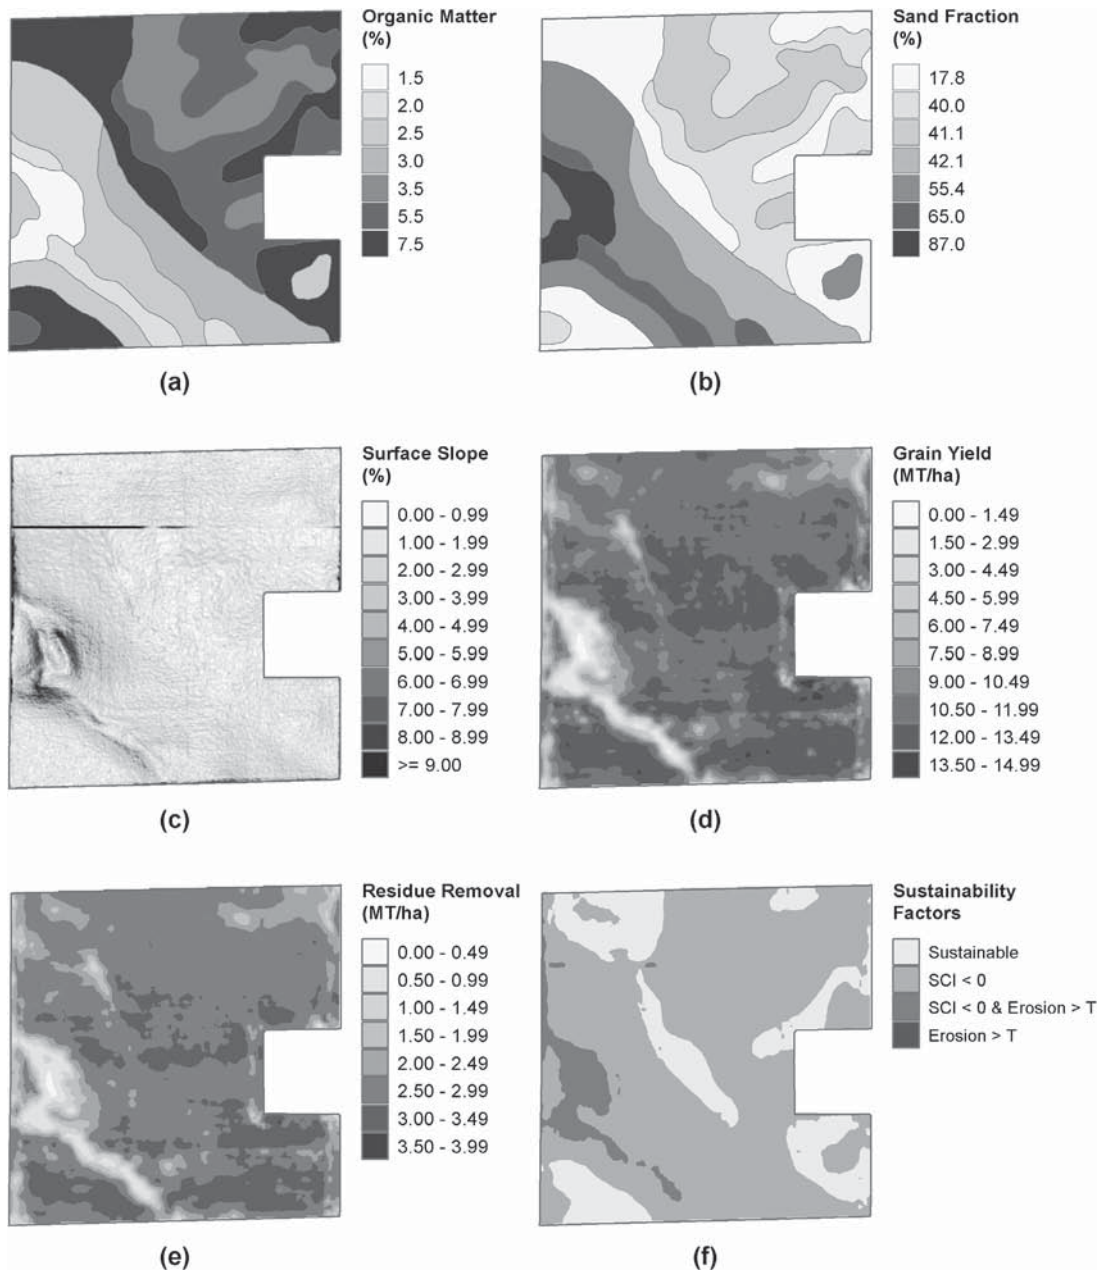 Organic Matter
(%)
1.5
2.0
2.5
3.0
3.5
5.5
7.5
(a)
Sand Fraction
(%)
17.8
40.0
41.1
42.1
55.4
65.0
87.0
(b)
Surface Slope
(%)
0.00 - 0.99
1.00 - 1.99
2.00 - 2.99
3.00 - 3.99
4.00 - 4.99
5.00 - 5.99
6.00 - 6.99
7.00 - 7.99
8.00 - 8.99
>= 9.00
(c)
Grain Yield
(MT/ha)
0.00 - 1.49
1.50 - 2.99
3.00 - 4.49
4.50 - 5.99
6.00 - 7.49
7.50 - 8.99
9.00 - 10.49
10.50 - 11.99
12.00 - 13.49
13.50 - 14.99
(d)
Residue Removal
(MT/ha)
0.00 - 0.49
0.50 - 0.99
1.00 - 1.49
1.50 - 1.99
2.00 - 2.49
2.50 - 2.99
3.00 - 3.49
3.50 - 3.99
(e)
Sustainability
Factors
Sustainable
SCI < 0
SCI < 0 & Erosion > T
Erosion > T
(f)